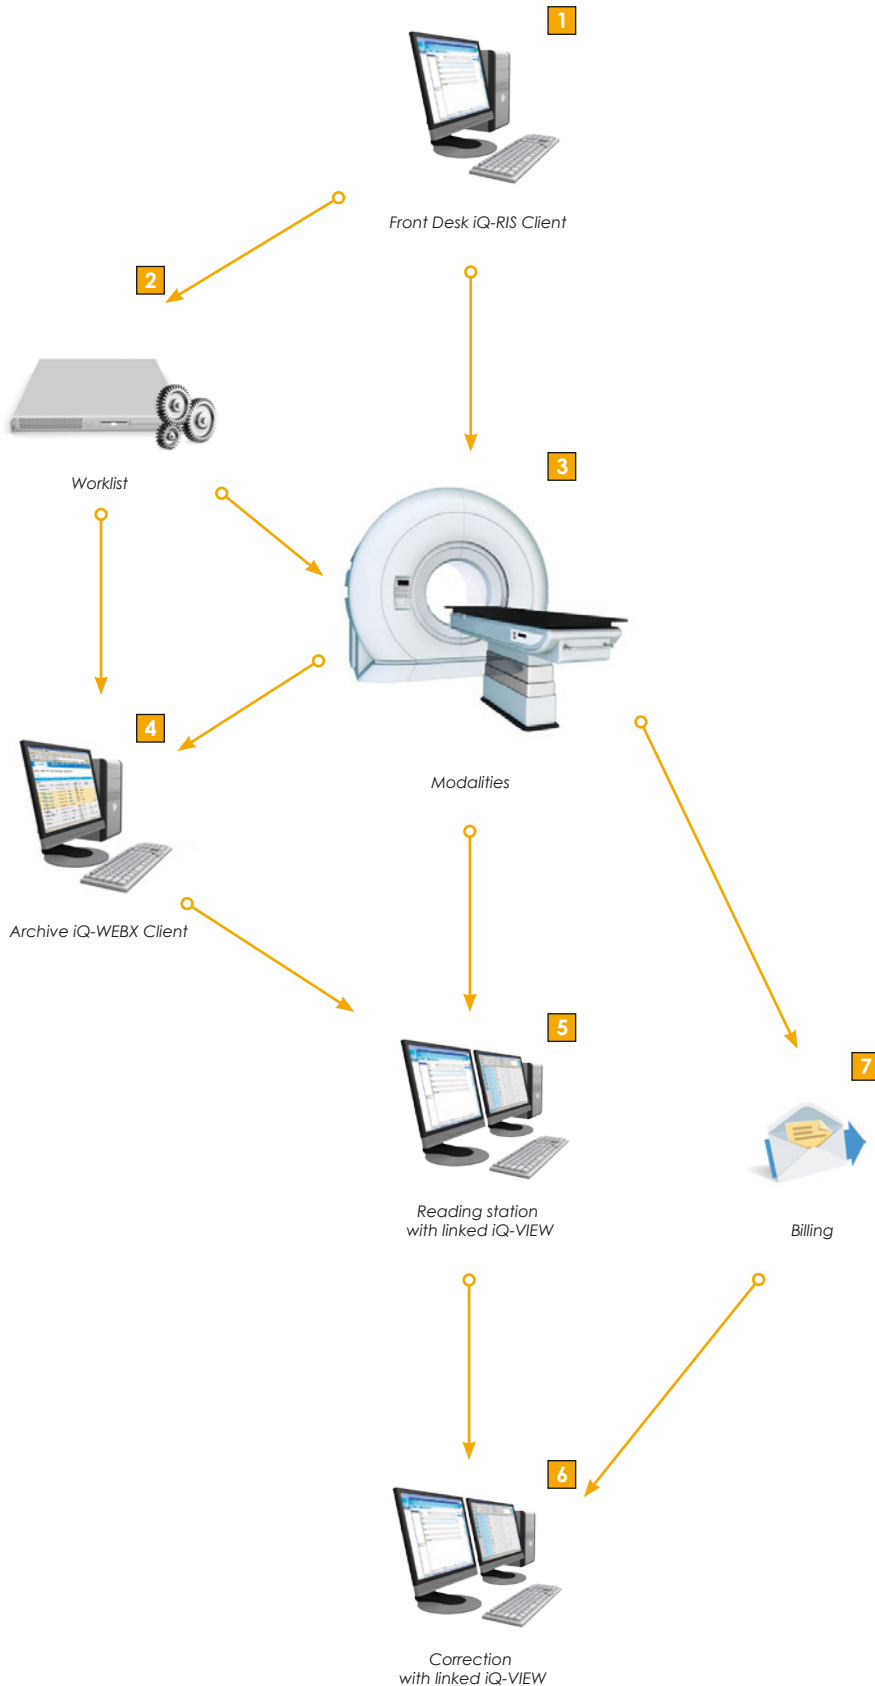 1
Front Desk iQ-RIS Client
2
Worklist
3
Modalities
4
Archive iQ-WEBX Client
5
Reading station
with linked iQ-VIEW
7
Billing
6
Correction
with linked iQ-VIEW